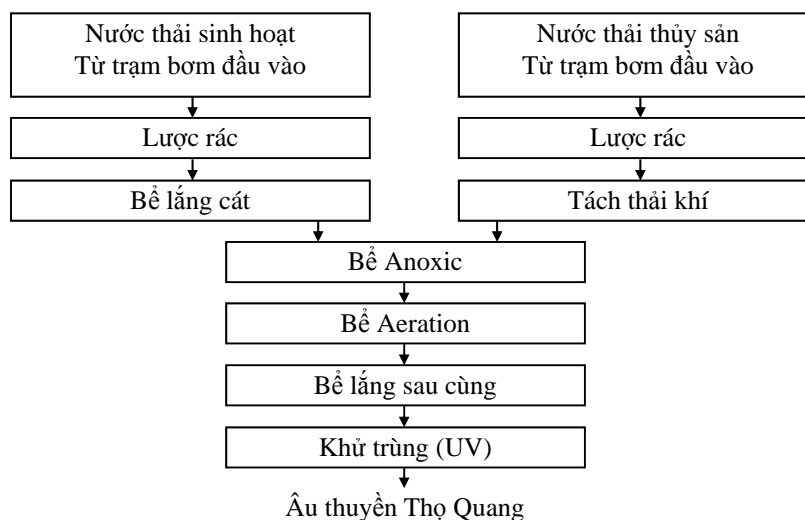 Nước thải sinh hoạt
Từ trạm bơm đầu vào
Nước thải thủy sản
Từ trạm bơm đầu vào
Lược rác
Lược rác
Bể lắng cát
Tách thải khí
Bể Anoxic
Bể Aeration
Bể lắng sau cùng
Khử trùng (UV)
Âu thuyền Thọ Quang